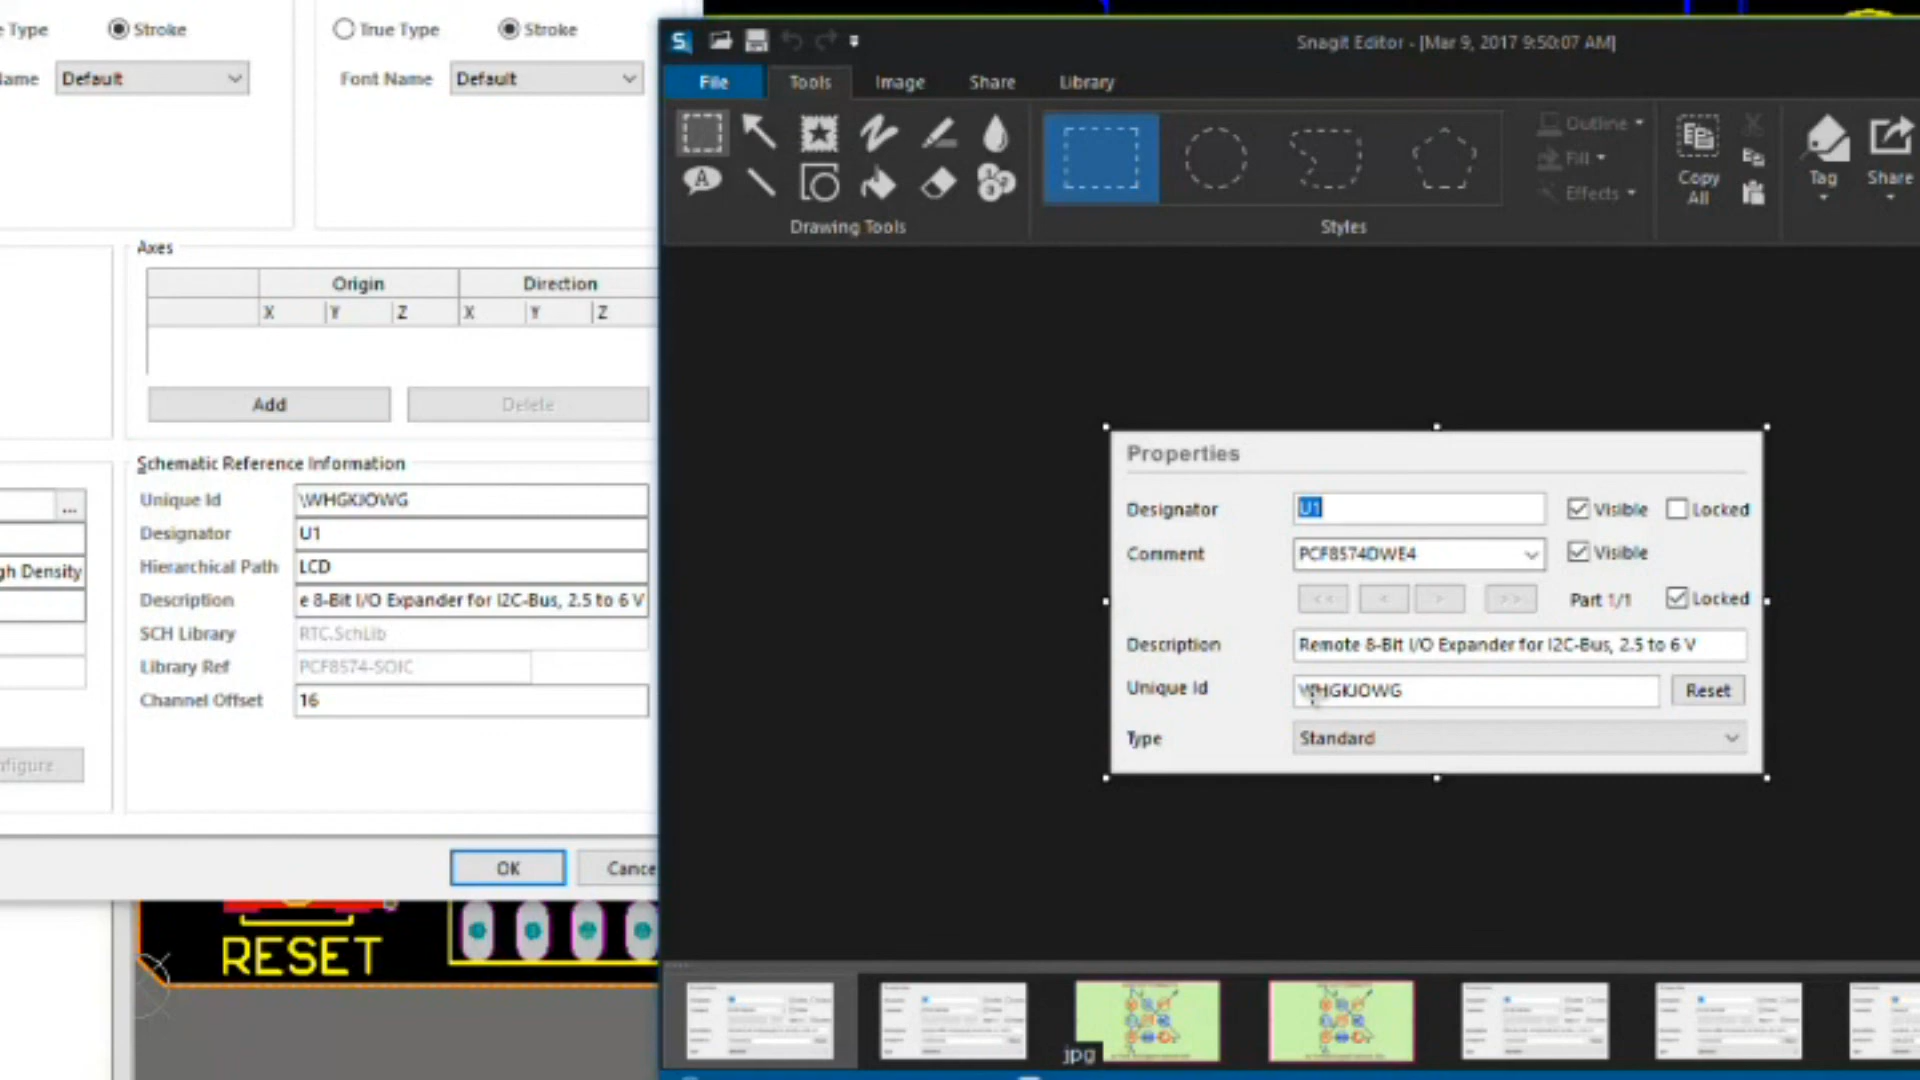 e Type Stroke True Type Stroke
ame Default Font Name Default
Axes
Origin Direction
X Y Z X Y Z
Add Delete
Schematic Reference Information
... Unique Id \WHGKJOWG
Designator U1
gh Density Hierarchical Path LCD
Description e 8-Bit I/O Expander for I2C-Bus, 2.5 to 6 V
SCH Library RTC.SchLib
Library Ref PCF8574-SOIC
Channel Offset 16
nfigure
OK Cance
RESET
S Snagit Editor - [Mar 9, 2017 9:50:07 AM]
File Tools Image Share Library
A
Outline
Fill
Effects
Copy
All
Tag
Share
Drawing Tools Styles
Properties
Designator U1 Visible Locked
Comment PCF8574DWE4 Visible
<< < > >> Part 1/1 Locked
Description Remote 8-Bit I/O Expander for I2C-Bus, 2.5 to 6 V
Unique Id WHGKJOWG Reset
Type Standard
jpg